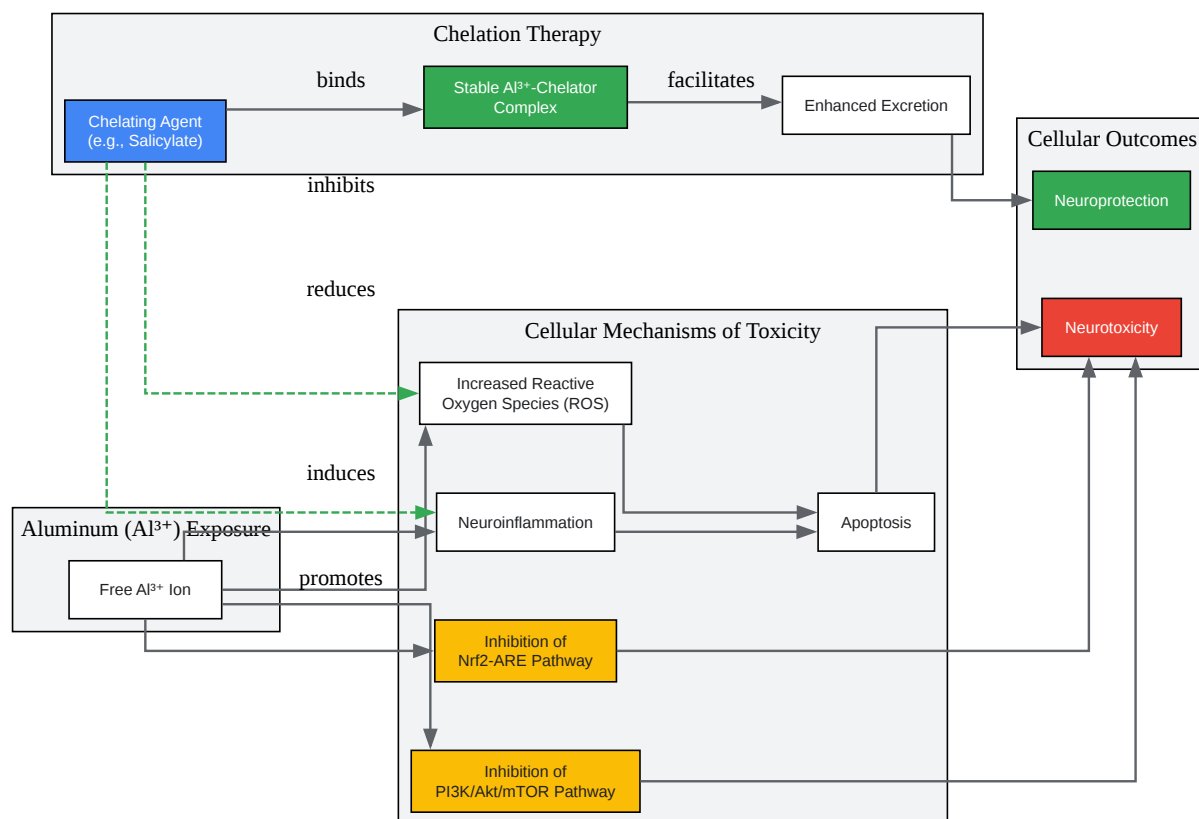 Chelation Therapy
binds
Stable Al³⁺-Chelator
Complex
facilitates
Enhanced Excretion
Chelating Agent
(e.g., Salicylate)
Cellular Outcomes
inhibits
Neuroprotection
reduces
Neurotoxicity
Cellular Mechanisms of Toxicity
Increased Reactive
Oxygen Species (ROS)
induces
Neuroinflammation
Apoptosis
Aluminum (Al³⁺) Exposure
Free Al³⁺ Ion
promotes
Inhibition of
Nrf2-ARE Pathway
Inhibition of
PI3K/Akt/mTOR Pathway